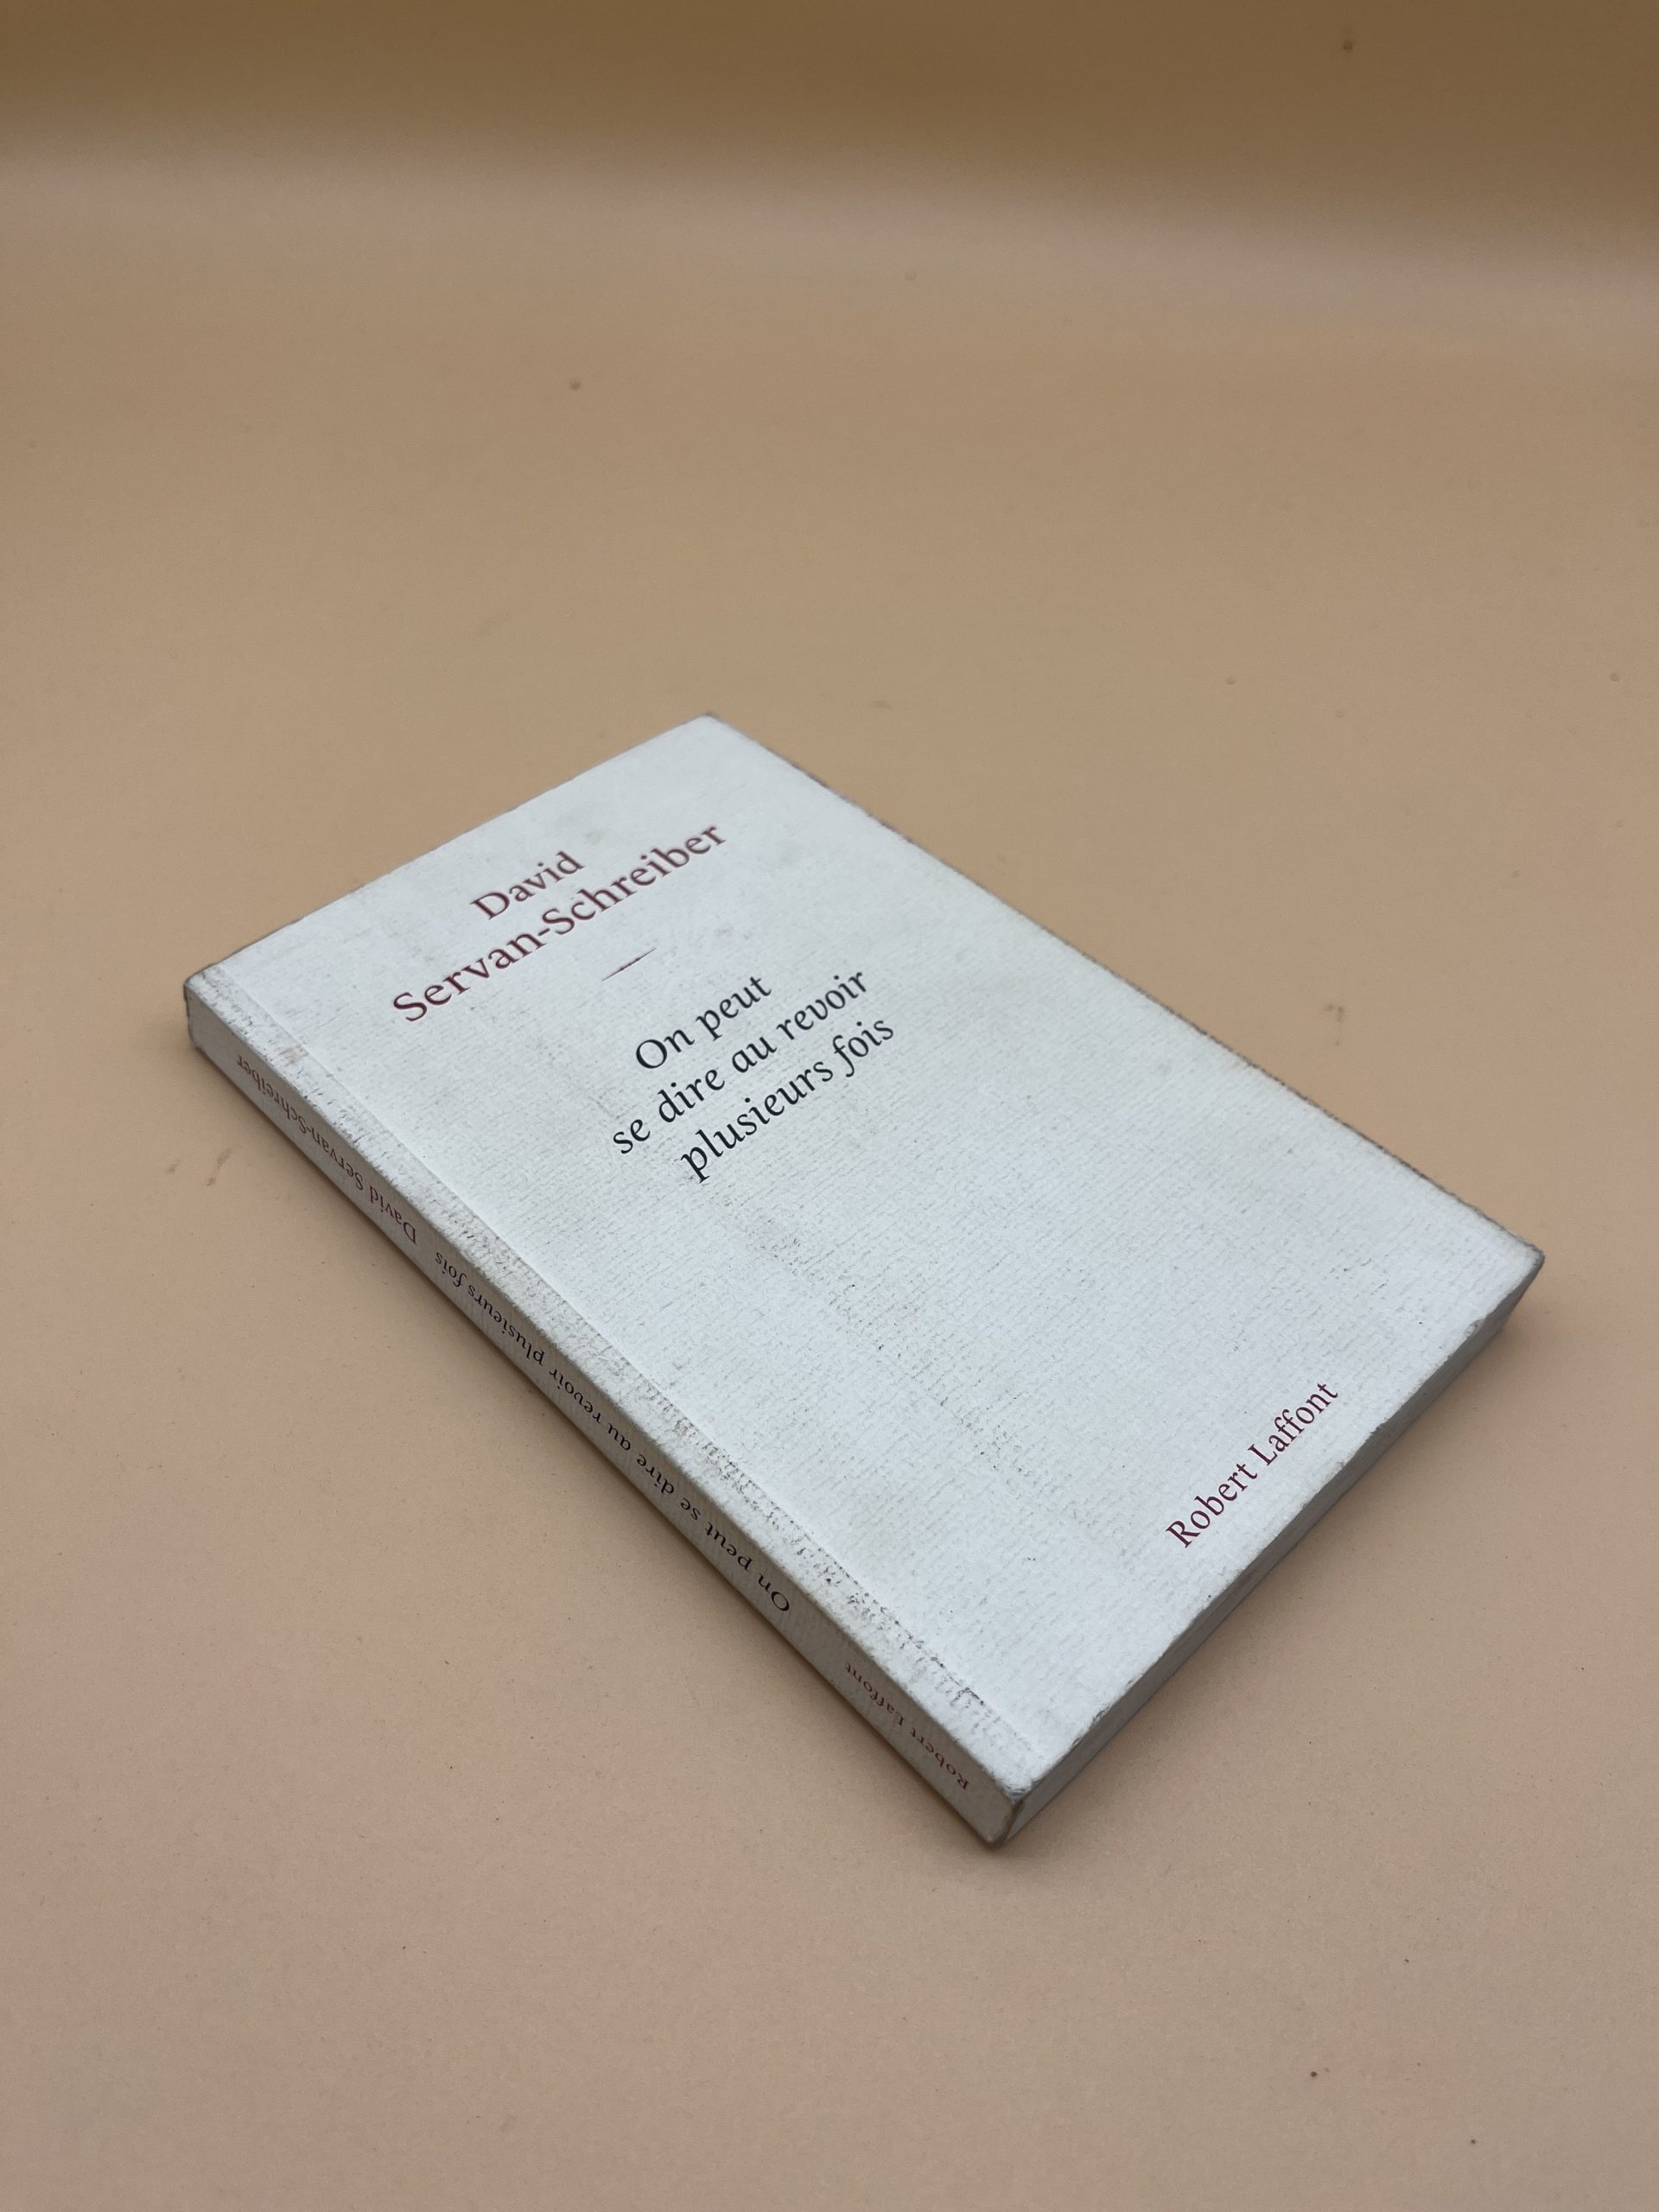 David
Servan-Schreiber
On peut
se dire au revoir
plusieurs fois
Robert Laffont
Robert Laffont On peut se dire au revoir plusieurs fois David Servan-Schreiber